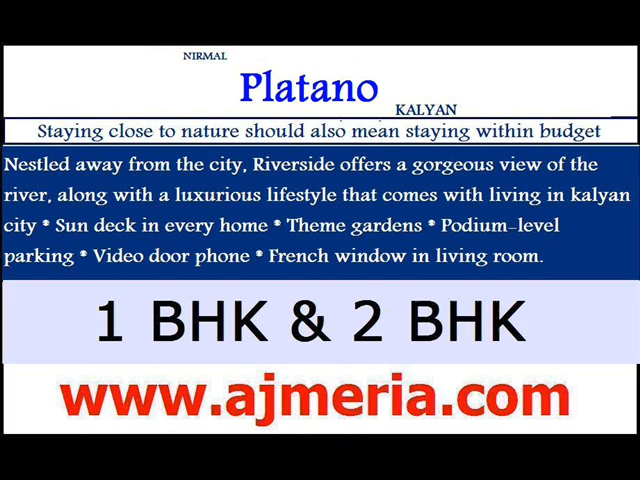 NIRMAL
Platano
KALYAN
Staying close to nature should also mean staying within budget
Nestled away from the city, Riverside offers a gorgeous view of the
river, along with a luxurious lifestyle that comes with living in kalyan
city * Sun deck in every home * Theme gardens * Podium-level
parking * Video door phone * French window in living room.
1 BHK & 2 BHK
www.ajmeria.com